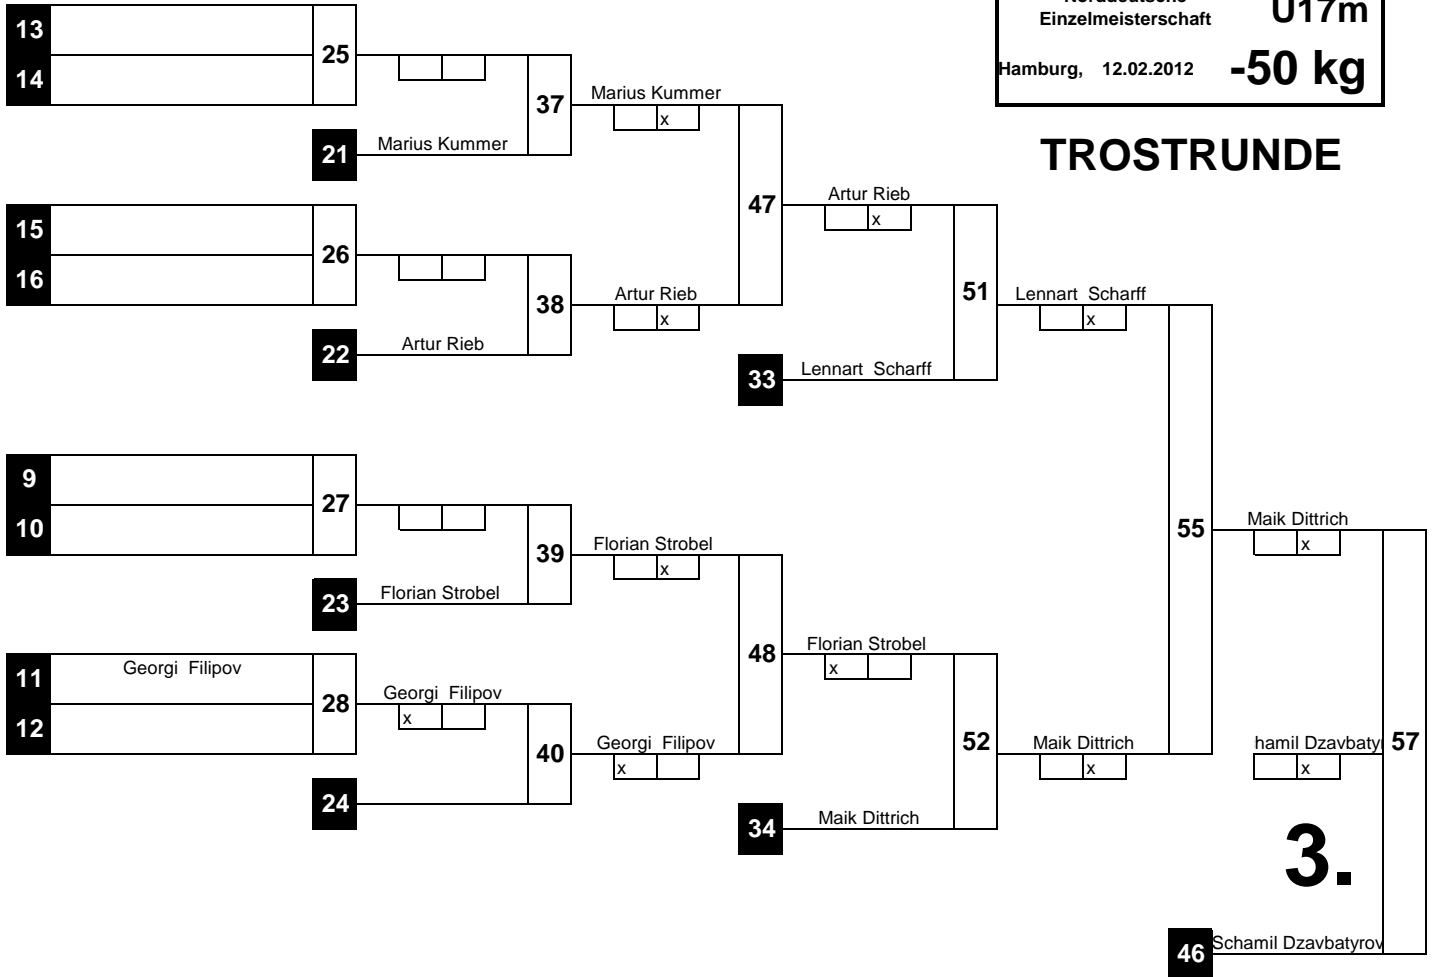 Norddeutsche
Einzelmeisterschaft
U17m
Hamburg, 12.02.2012
-50 kg
TROSTRUNDE
13
14
25
21
Marius Kummer
37
Marius Kummer
x
15
16
26
22
Artur Rieb
38
Artur Rieb
x
47
Artur Rieb
x
33
Lennart Scharff
51
Lennart Scharff
x
9
10
27
23
Florian Strobel
39
Florian Strobel
x
11
Georgi Filipov
12
28
Georgi Filipov
x
24
40
Georgi Filipov
x
48
Florian Strobel
x
34
Maik Dittrich
52
Maik Dittrich
x
55
Maik Dittrich
x
hamil Dzavbaty
x
57
3.
46
Schamil Dzavbatyrov